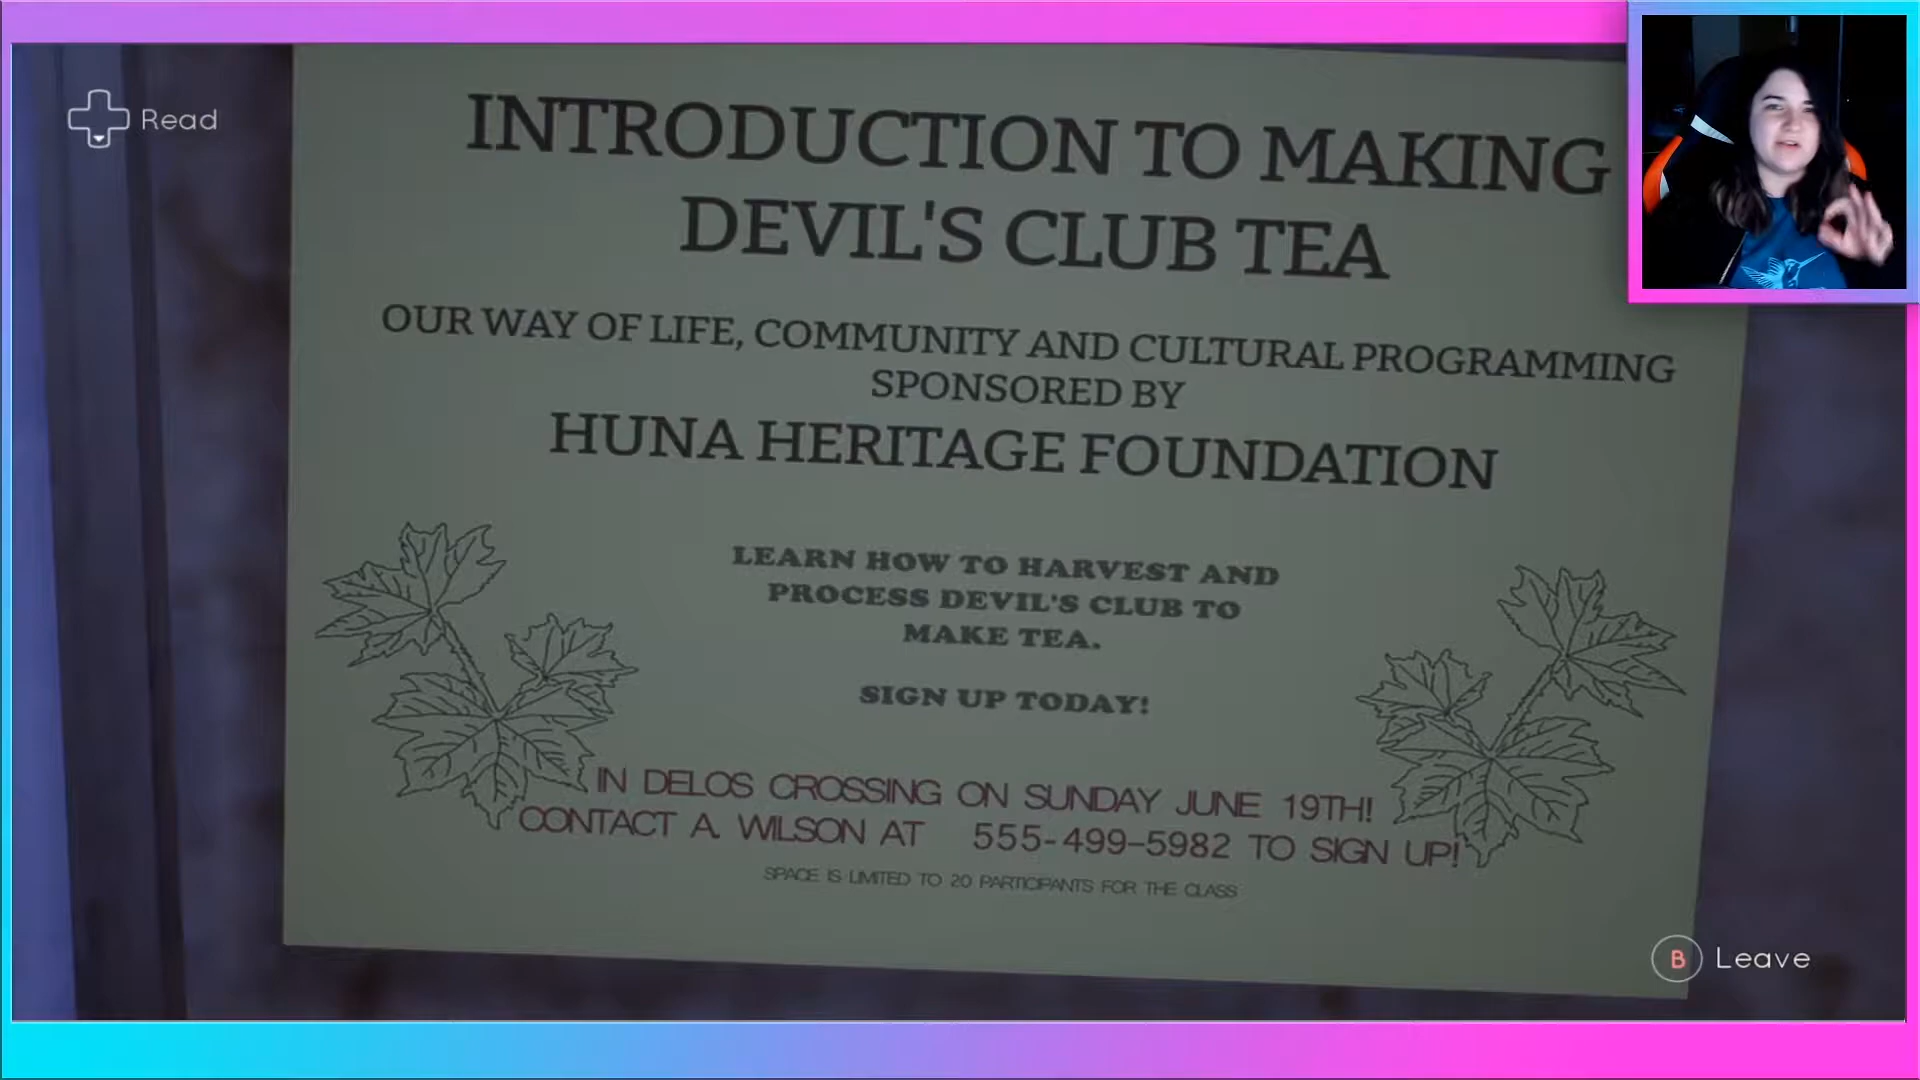 Read
INTRODUCTION TO MAKING
DEVIL'S CLUB TEA
OUR WAY OF LIFE, COMMUNITY AND CULTURAL PROGRAMMING
SPONSORED BY
HUNA HERITAGE FOUNDATION
LEARN HOW TO HARVEST AND
PROCESS DEVIL'S CLUB TO
MAKE TEA.
SIGN UP TODAY!
IN DELOS CROSSING ON SUNDAY JUNE 19TH!
CONTACT A. WILSON AT 555-499-5982 TO SIGN UP!
SPACE IS LIMITED TO 20 PARTICIPANTS FOR THE CLASS
B Leave